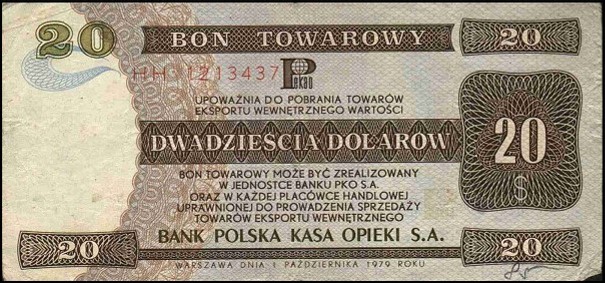 20 BON TOWAROWY 20
HH 1213437 Pekao
UPOWAŻNIA DO POBRANIA TOWARÓW
EKSPORTU WEWNĘTRZNEGO WARTOŚCI
DWADZIEŚCIA DOLARÓW 20
$
BON TOWAROWY MOŻE BYĆ ZREALIZOWANY
W JEDNOSTCE BANKU PKO S.A.
ORAZ W KAŻDEJ PLACÓWCE HANDLOWEJ
UPRAWNIONEJ DO PROWADZENIA SPRZEDAŻY
TOWARÓW EKSPORTU WEWNĘTRZNEGO
20 BANK POLSKA KASA OPIEKI S.A. 20
WARSZAWA DNIA 1 PAŹDZIERNIKA 1979 ROKU